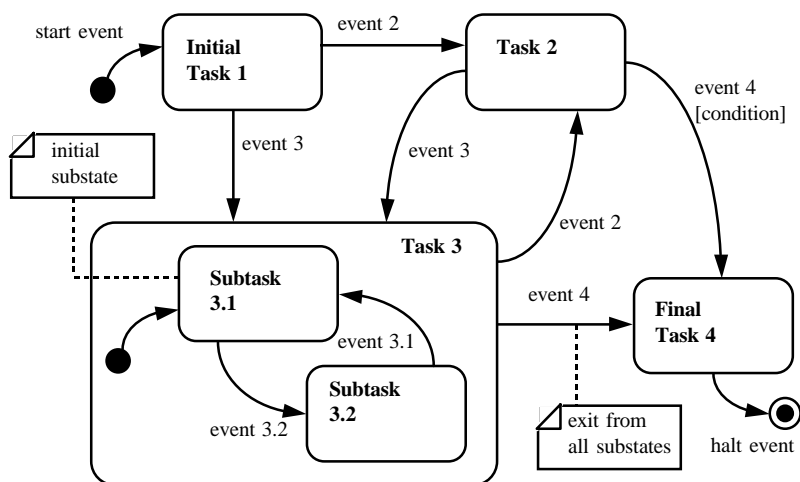 start event
Initial
Task 1
event 2
Task 2
event 4
[condition]
initial
substate
event 3
event 3
event 2
Task 3
Subtask
3.1
event 3.1
event 4
Final
Task 4
Subtask
3.2
event 3.2
exit from
all substates
halt event